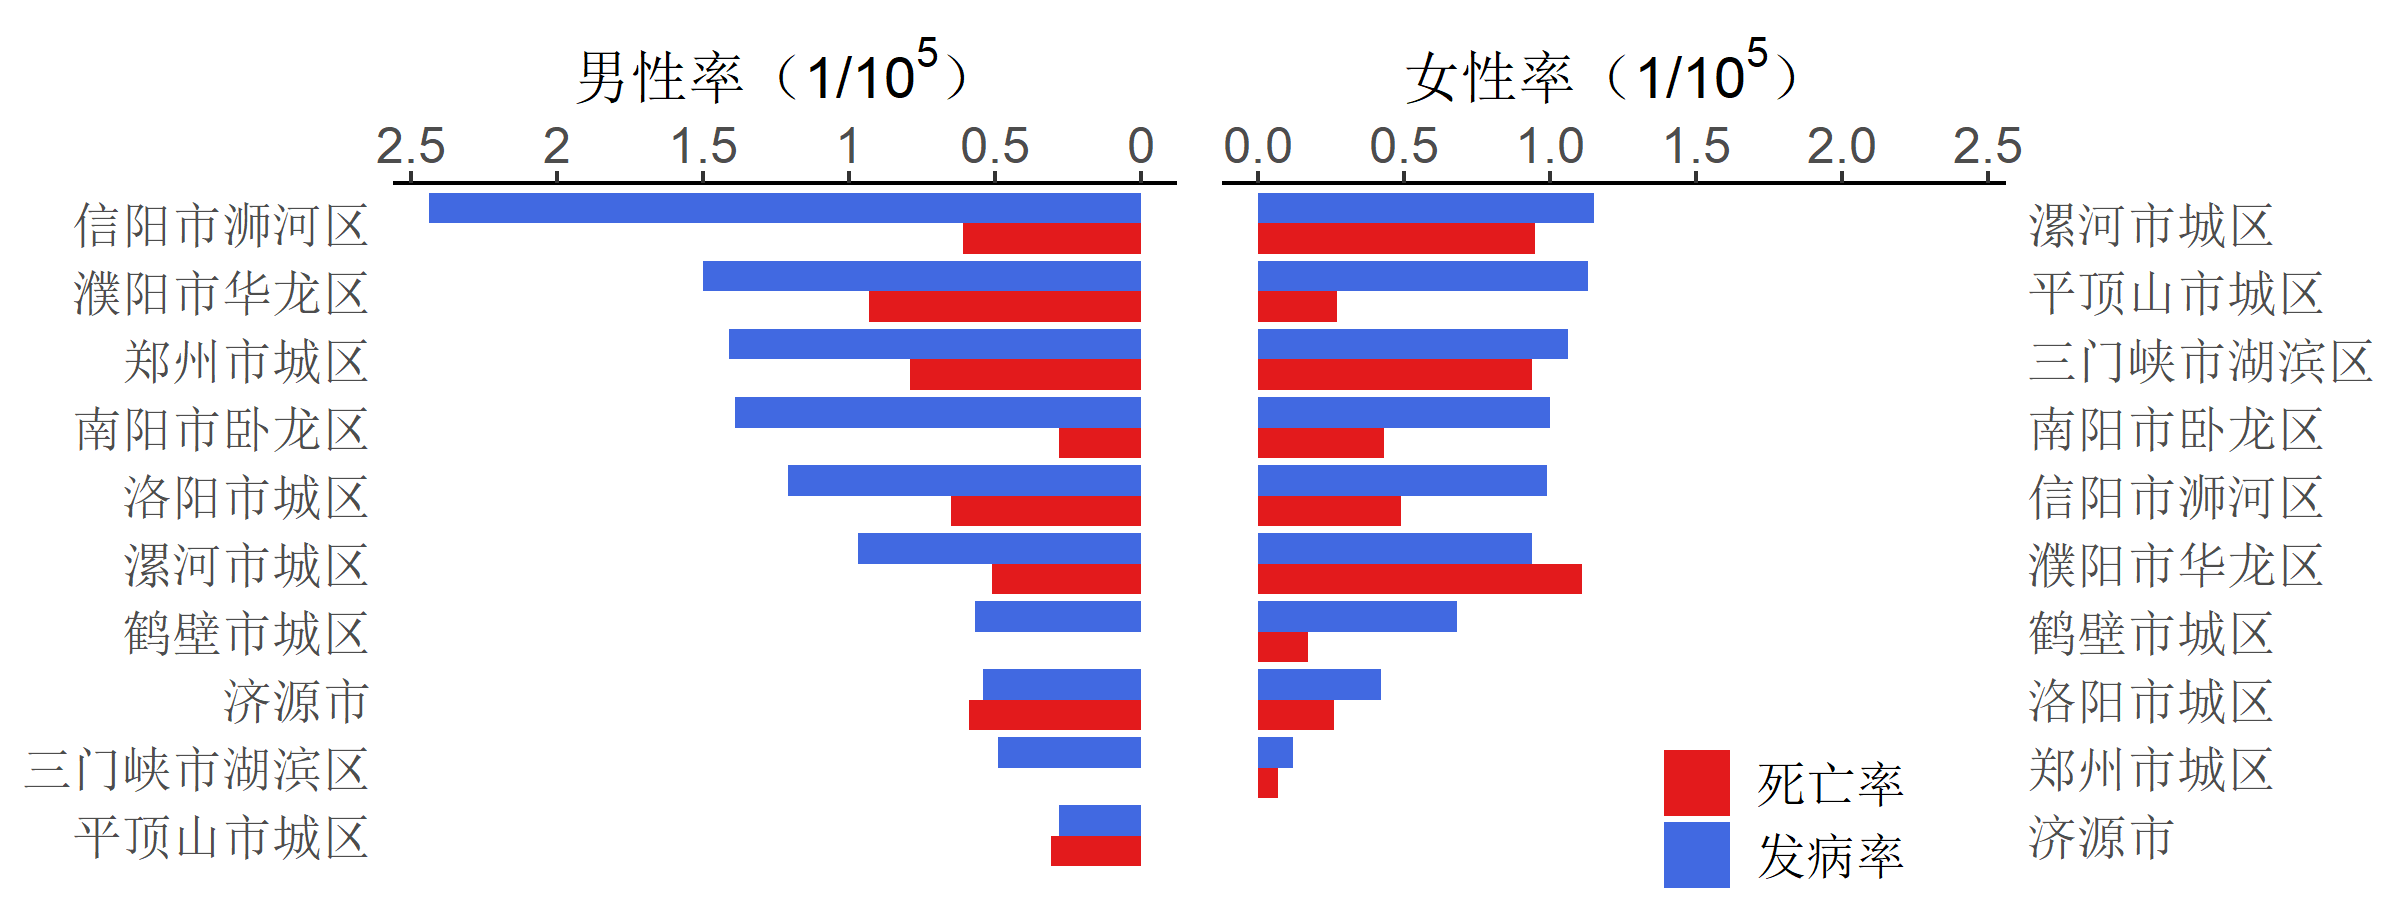 男性率（1/10⁵）
女性率（1/10⁵）
2.5 2 1.5 1 0.5 0
0.0 0.5 1.0 1.5 2.0 2.5
信阳市浉河区
濮阳市华龙区
郑州市城区
南阳市卧龙区
洛阳市城区
漯河市城区
鹤壁市城区
济源市
三门峡市湖滨区
平顶山市城区
漯河市城区
平顶山市城区
三门峡市湖滨区
南阳市卧龙区
信阳市浉河区
濮阳市华龙区
鹤壁市城区
洛阳市城区
郑州市城区
济源市
死亡率
发病率